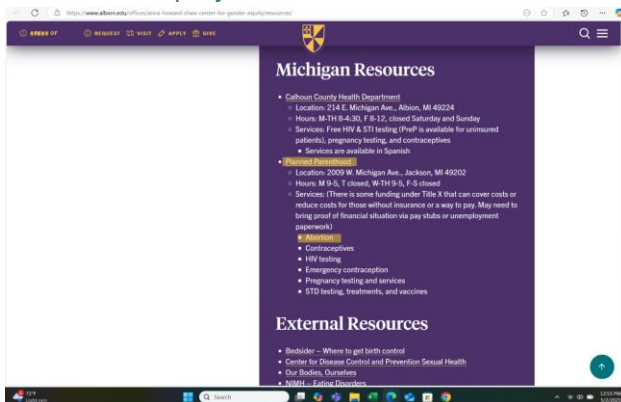 https://www.albion.edu/offices/anna-howard-shaw-center-for-gender-equity/resources/
AREAS OF
REQUEST
VISIT
APPLY
GIVE
Michigan Resources
• Calhoun County Health Department
○ Location: 214 E. Michigan Ave., Albion, MI 49224
○ Hours: M-TH 8-4:30, F 8-12, closed Saturday and Sunday
○ Services: Free HIV & STI testing (PreP is available for uninsured
patients), pregnancy testing, and contraceptives
▪ Services are available in Spanish
• Planned Parenthood
○ Location: 2009 W. Michigan Ave., Jackson, MI 49202
○ Hours: M 9-5, T closed, W-TH 9-5, F-S closed
○ Services: (There is some funding under Title X that can cover costs or
reduce costs for those without insurance or a way to pay. May need to
bring proof of financial situation via pay stubs or unemployment
paperwork)
▪ Abortion
▪ Contraceptives
▪ HIV testing
▪ Emergency contraception
▪ Pregnancy testing and services
▪ STD testing, treatments, and vaccines
External Resources
• Bedsider – Where to get birth control
• Center for Disease Control and Prevention Sexual Health
• Our Bodies, Ourselves
• NIMH – Eating Disorders
72°F
Light rain
Search
12:53 PM